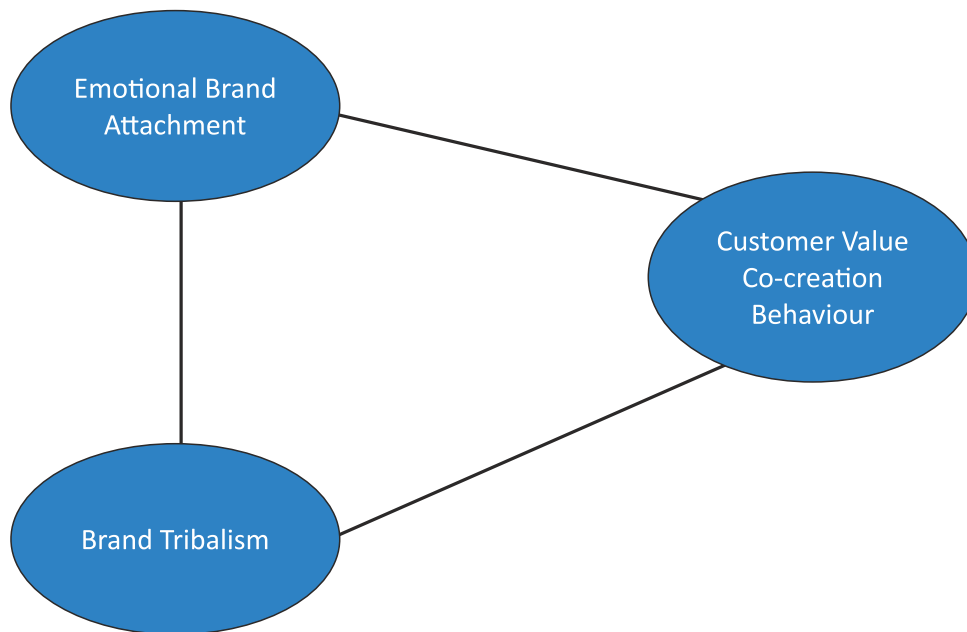 Emotional Brand
Attachment
Customer Value
Co-creation
Behaviour
Brand Tribalism